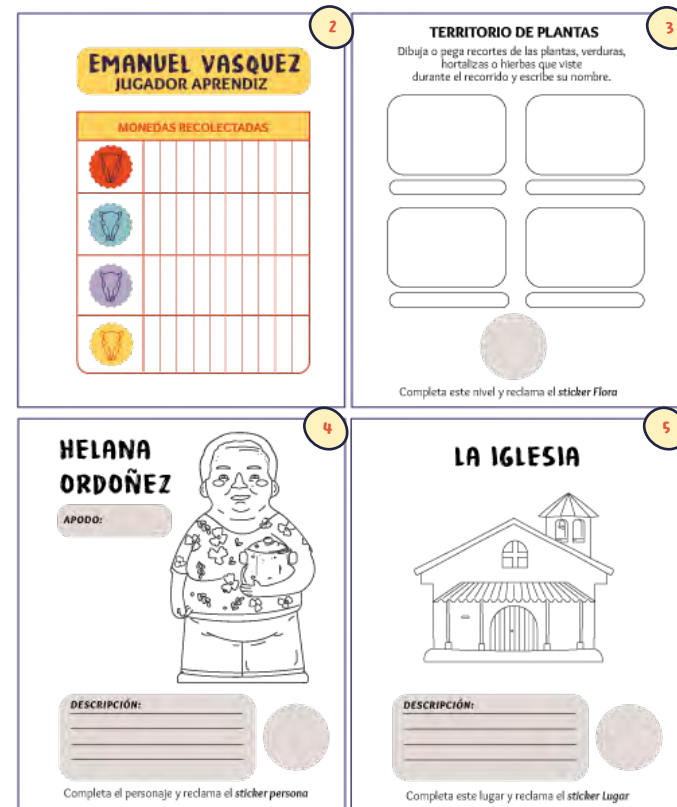 2
EMANUEL VASQUEZ
JUGADOR APRENDIZ
MONEDAS RECOLECTADAS
3
TERRITORIO DE PLANTAS
Dibuja o pega recortes de las plantas, verduras,
hortalizas o hierbas que viste
durante el recorrido y escribe su nombre.
Completa este nivel y reclama el sticker Flora
4
HELANA
ORDOÑEZ
APODO:
DESCRIPCIÓN:
Completa el personaje y reclama el sticker persona
5
LA IGLESIA
DESCRIPCIÓN:
Completa este lugar y reclama el sticker Lugar